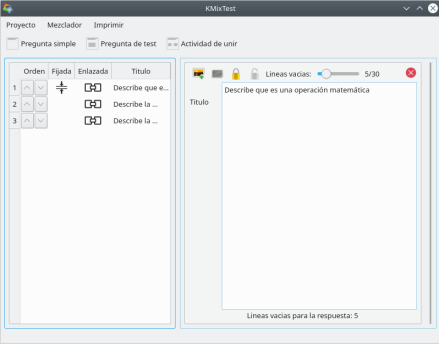 KMixTest
Proyecto Mezclador Imprimir
Pregunta simple Pregunta de test Actividad de unir
Orden Fijada Enlazada Titulo
1 Describe que e...
2 Describe la ...
3 Describe la ...
Lineas vacias: 5/30
Titulo
Describe que es una operación matemática
Lineas vacias para la respuesta: 5